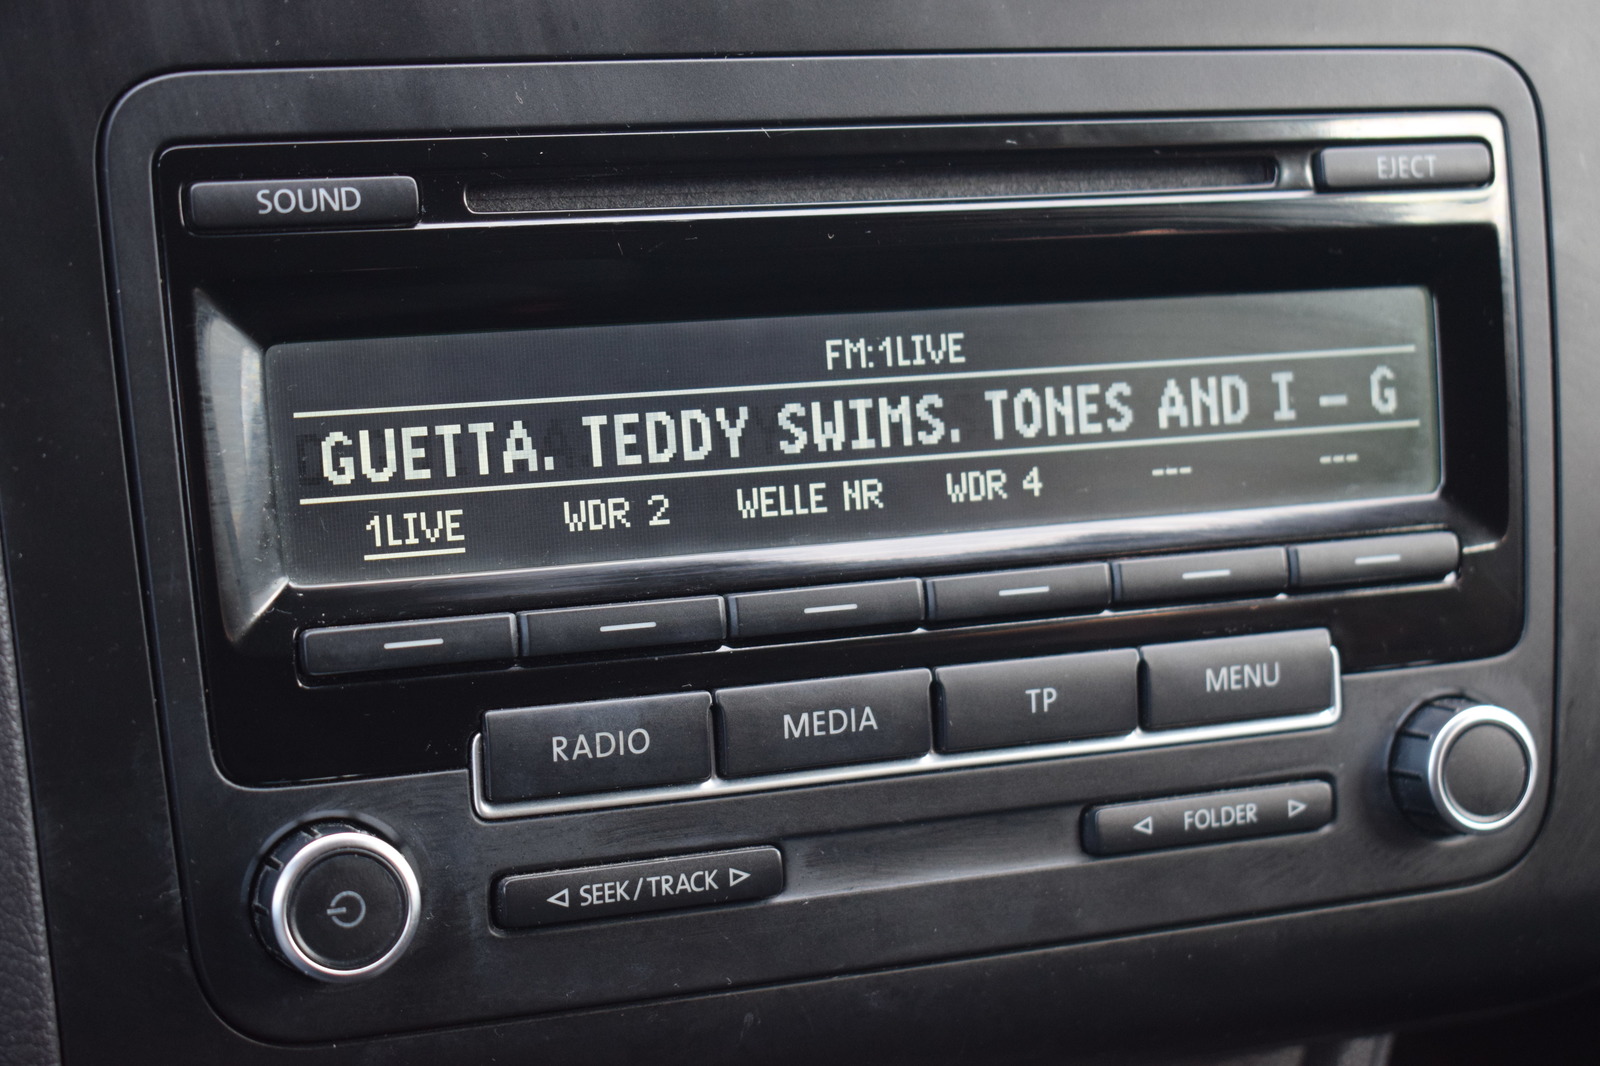 SOUND EJECT
FM:1LIVE
GUETTA. TEDDY SWIMS. TONES AND I - G
1LIVE WDR 2 WELLE NR WDR 4 --- ---
RADIO MEDIA TP MENU
SEEK/TRACK FOLDER